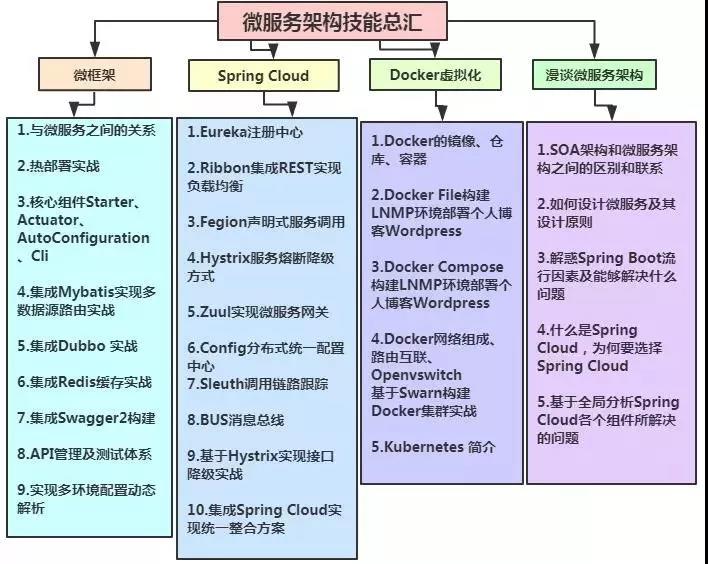 微服务架构技能总汇
微框架
Spring Cloud
Docker虚拟化
漫谈微服务架构
1.与微服务之间的关系
2.热部署实战
3.核心组件Starter、
Actuator、
AutoConfiguration
、Cli
4.集成Mybatis实现多
数据源路由实战
5.集成Dubbo 实战
6.集成Redis缓存实战
7.集成Swagger2构建
8.API管理及测试体系
9.实现多环境配置动态
解析
1.Eureka注册中心
2.Ribbon集成REST实现
负载均衡
3.Fegion声明式服务调用
4.Hystrix服务熔断降级
方式
5.Zuul实现微服务网关
6.Config分布式统一配置
中心
7.Sleuth调用链路跟踪
8.BUS消息总线
9.基于Hystrix实现接口
降级实战
10.集成Spring Cloud实
现统一整合方案
1.Docker的镜像、仓
库、容器
2.Docker File构建
LNMP环境部署个人博
客Wordpress
3.Docker Compose
构建LNMP环境部署个
人博客Wordpress
4.Docker网络组成、
路由互联、
Openvswitch
基于Swarn构建
Docker集群实战
5.Kubernetes 简介
1.SOA架构和微服务架
构之间的区别和联系
2.如何设计微服务及其
设计原则
3.解惑Spring Boot流
行因素及能够解决什么
问题
4.什么是Spring
Cloud，为何要选择
Spring Cloud
5.基于全局分析Spring
Cloud各个组件所解决
的问题